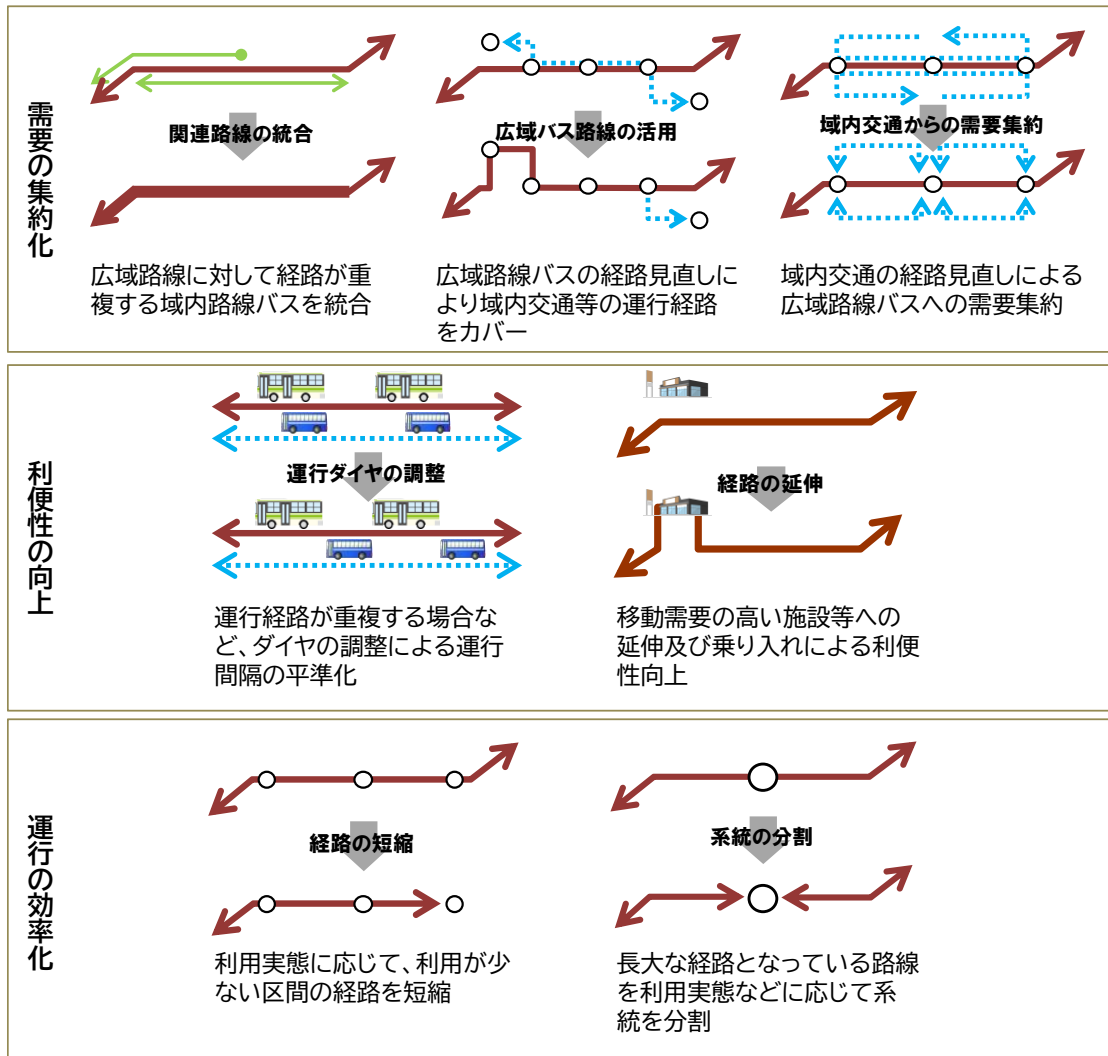 需要の集約化
関連路線の統合
広域路線に対して経路が重
複する域内路線バスを統合
広域バス路線の活用
広域路線バスの経路見直しに
より域内交通等の運行経路
をカバー
域内交通からの需要集約
域内交通の経路見直しによる
広域路線バスへの需要集約
利便性の向上
運行ダイヤの調整
運行経路が重複する場合な
ど、ダイヤの調整による運行
間隔の平準化
経路の延伸
移動需要の高い施設等への
延伸及び乗り入れによる利便
性向上
運行の効率化
経路の短縮
利用実態に応じて、利用が少
ない区間の経路を短縮
系統の分割
長大な経路となっている路線
を利用実態などに応じて系
統を分割